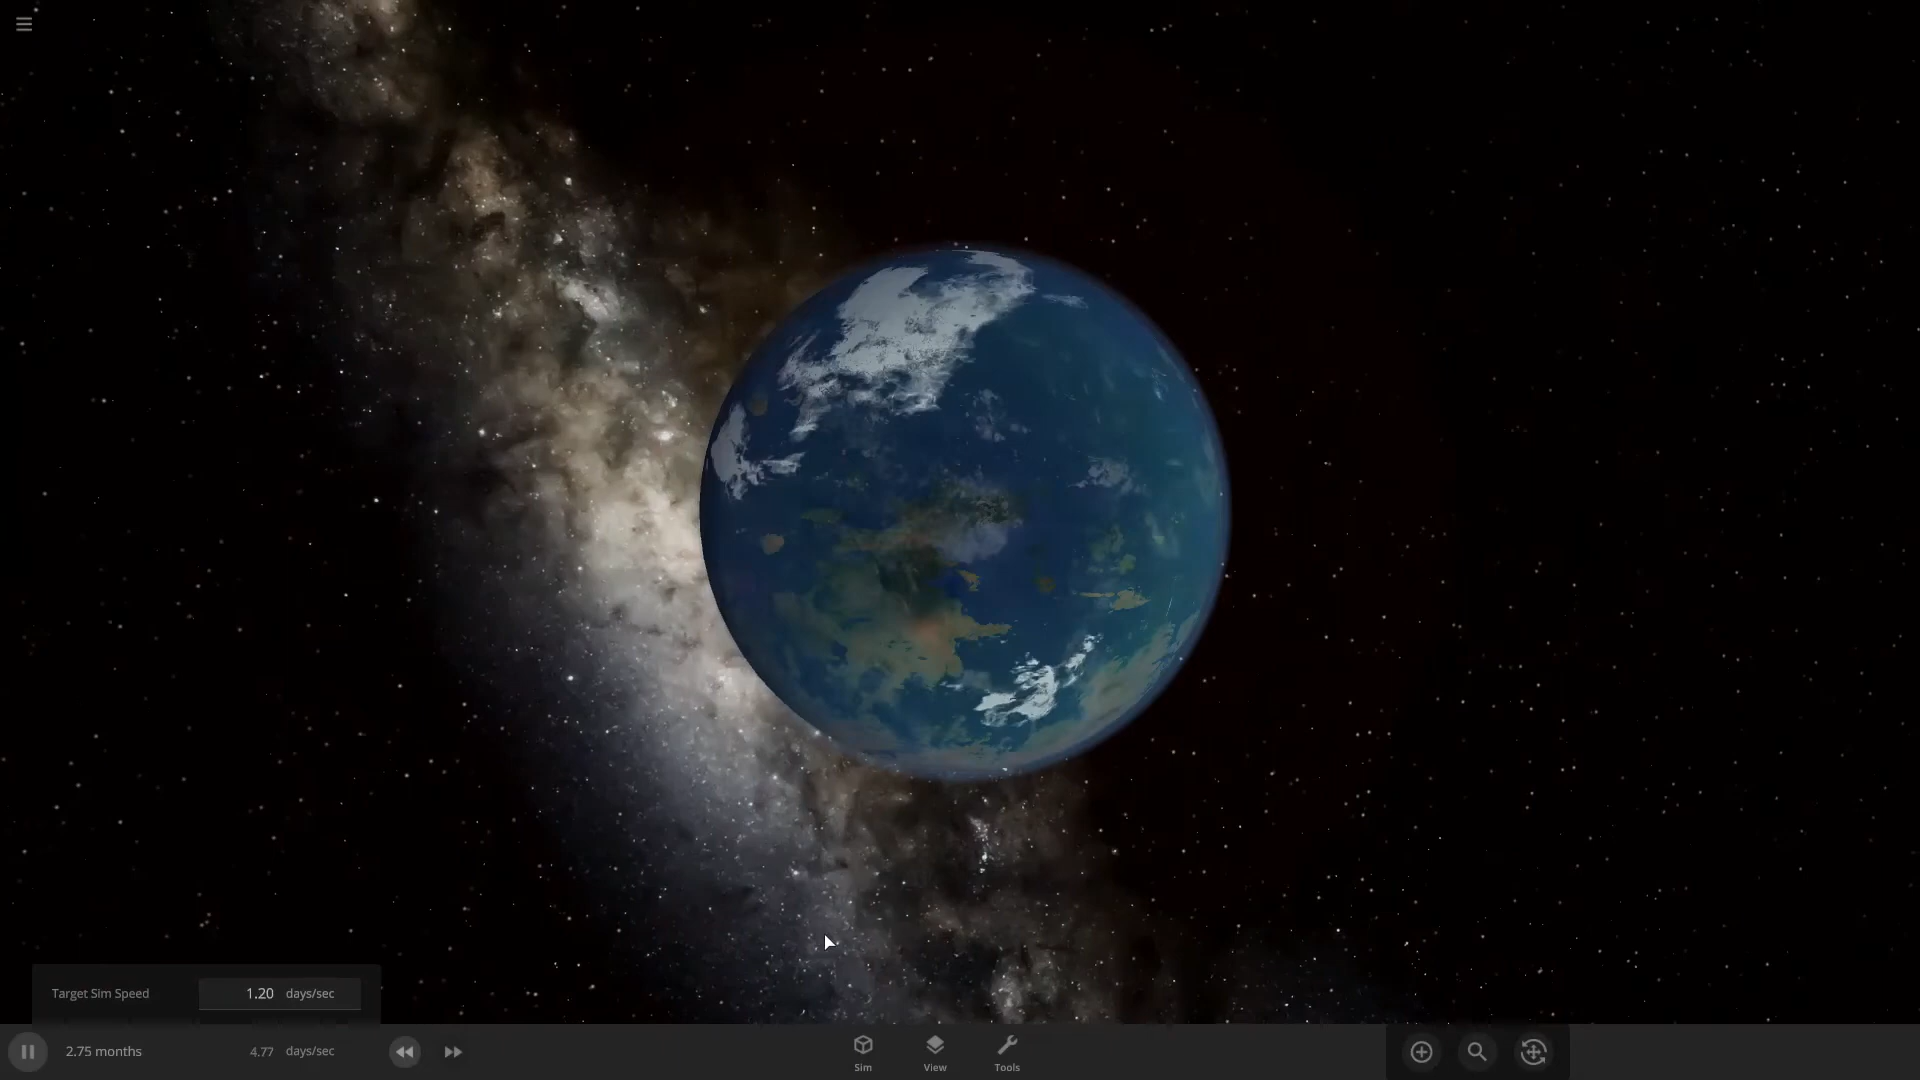 Target Sim Speed 1.20 days/sec
2.75 months 4.77 days/sec
Sim View Tools